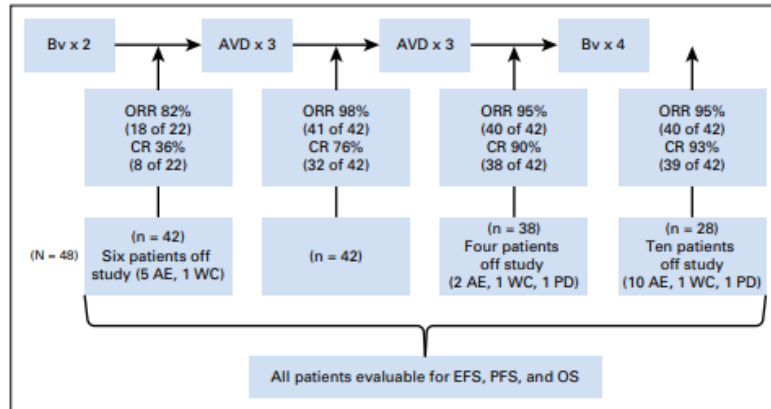 Bv x 2
AVD x 3
AVD x 3
Bv x 4
ORR 82%
(18 of 22)
CR 36%
(8 of 22)
ORR 98%
(41 of 42)
CR 76%
(32 of 42)
ORR 95%
(40 of 42)
CR 90%
(38 of 42)
ORR 95%
(40 of 42)
CR 93%
(39 of 42)
(N = 48)
(n = 42)
Six patients off
study (5 AE, 1 WC)
(n = 42)
(n = 38)
Four patients
off study
(2 AE, 1 WC, 1 PD)
(n = 28)
Ten patients
off study
(10 AE, 1 WC, 1 PD)
All patients evaluable for EFS, PFS, and OS